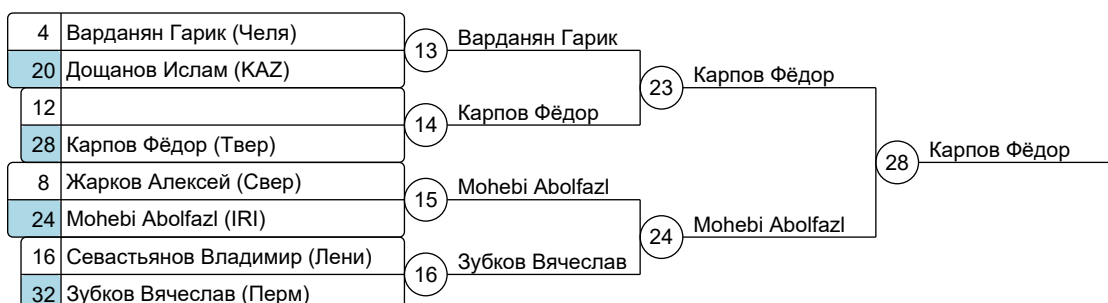 4 Варданян Гарик (Челя)
20 Дощанов Ислам (KAZ)
12
28 Карпов Фёдор (Твер)
8 Жарков Алексей (Свер)
24 Mohebi Abolfazl (IRI)
16 Севастьянов Владимир (Лени)
32 Зубков Вячеслав (Перм)
13 Варданян Гарик
14 Карпов Фёдор
15 Mohebi Abolfazl
16 Зубков Вячеслав
23 Карпов Фёдор
24 Mohebi Abolfazl
28 Карпов Фёдор